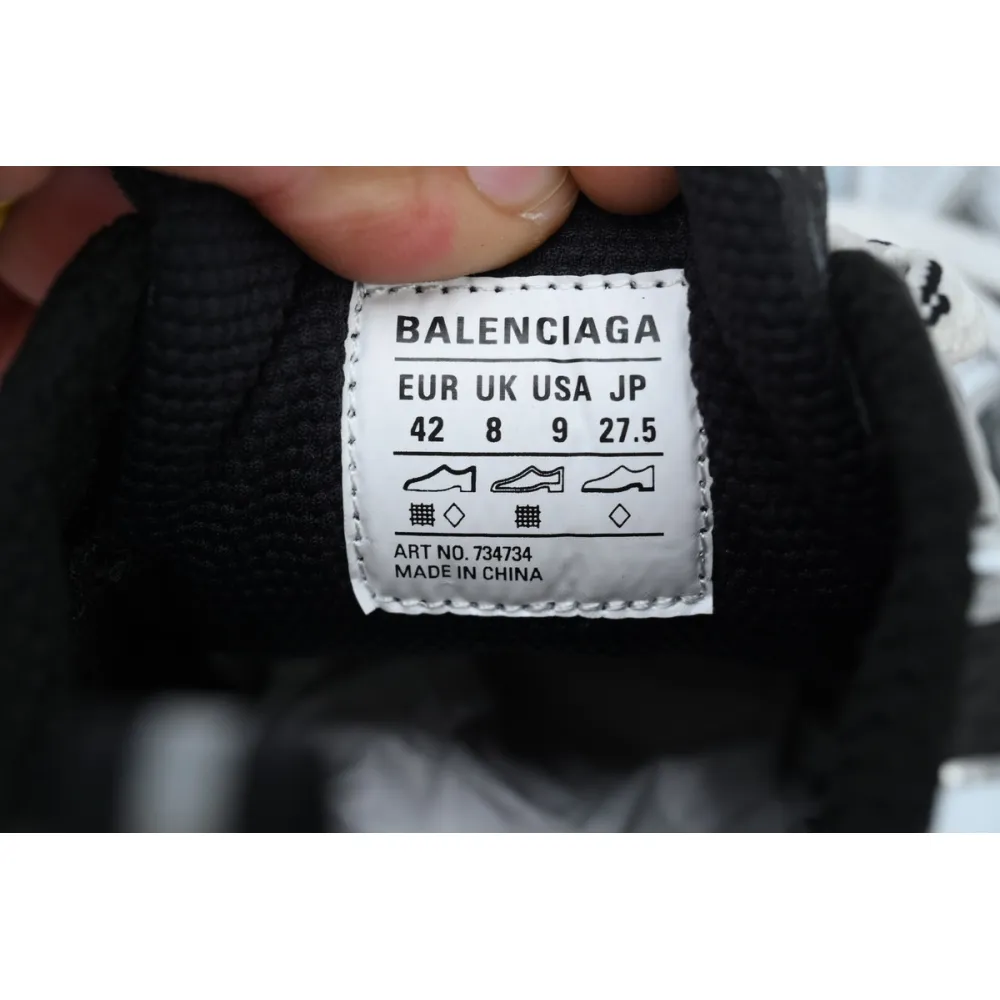 BALENCIAGA
EUR UK USA JP
42 8 9 27.5
ART NO. 734734
MADE IN CHINA